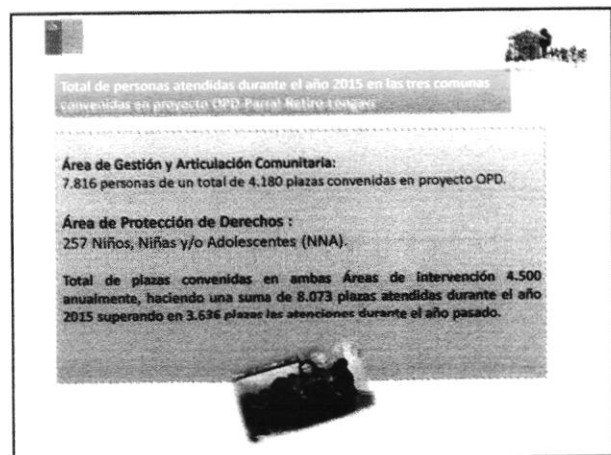 Total de personas atendidas durante el año 2015 en las tres comunas
convenidas en proyecto OPD Parral Retiro Longaví
Área de Gestión y Articulación Comunitaria:
7.816 personas de un total de 4.180 plazas convenidas en proyecto OPD.
Área de Protección de Derechos :
257 Niños, Niñas y/o Adolescentes (NNA).
Total de plazas convenidas en ambas Áreas de intervención 4.500
anualmente, haciendo una suma de 8.073 plazas atendidas durante el año
2015 superando en 3.636 plazas las atenciones durante el año pasado.